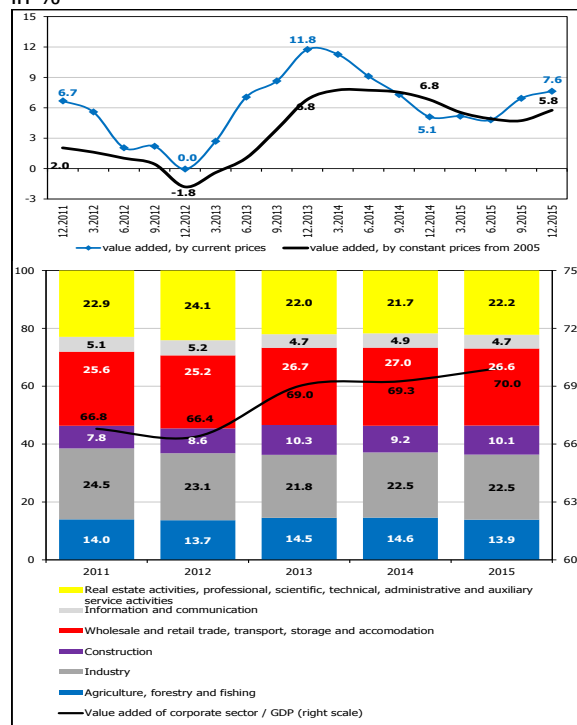 in %
15
12
9
6
3
0
-3
6.7
0.0
11.8
5.1
7.6
2.0
-1.8
6.8
6.8
5.8
12.2011
3.2012
6.2012
9.2012
12.2012
3.2013
6.2013
9.2013
12.2013
3.2014
6.2014
9.2014
12.2014
3.2015
6.2015
9.2015
12.2015
value added, by current prices
value added, by constant prices from 2005
100
80
60
40
20
0
75
72
69
66
63
60
22.9 24.1 22.0 21.7 22.2
5.1 5.2 4.7 4.9 4.7
25.6 25.2 26.7 27.0 26.6
66.8 66.4 69.0 69.3 70.0
7.8 8.6 10.3 9.2 10.1
24.5 23.1 21.8 22.5 22.5
14.0 13.7 14.5 14.6 13.9
2011 2012 2013 2014 2015
Real estate activities, professional, scientific, technical, administrative and auxiliary
service activities
Information and communication
Wholesale and retail trade, transport, storage and accomodation
Construction
Industry
Agriculture, forestry and fishing
Value added of corporate sector / GDP (right scale)